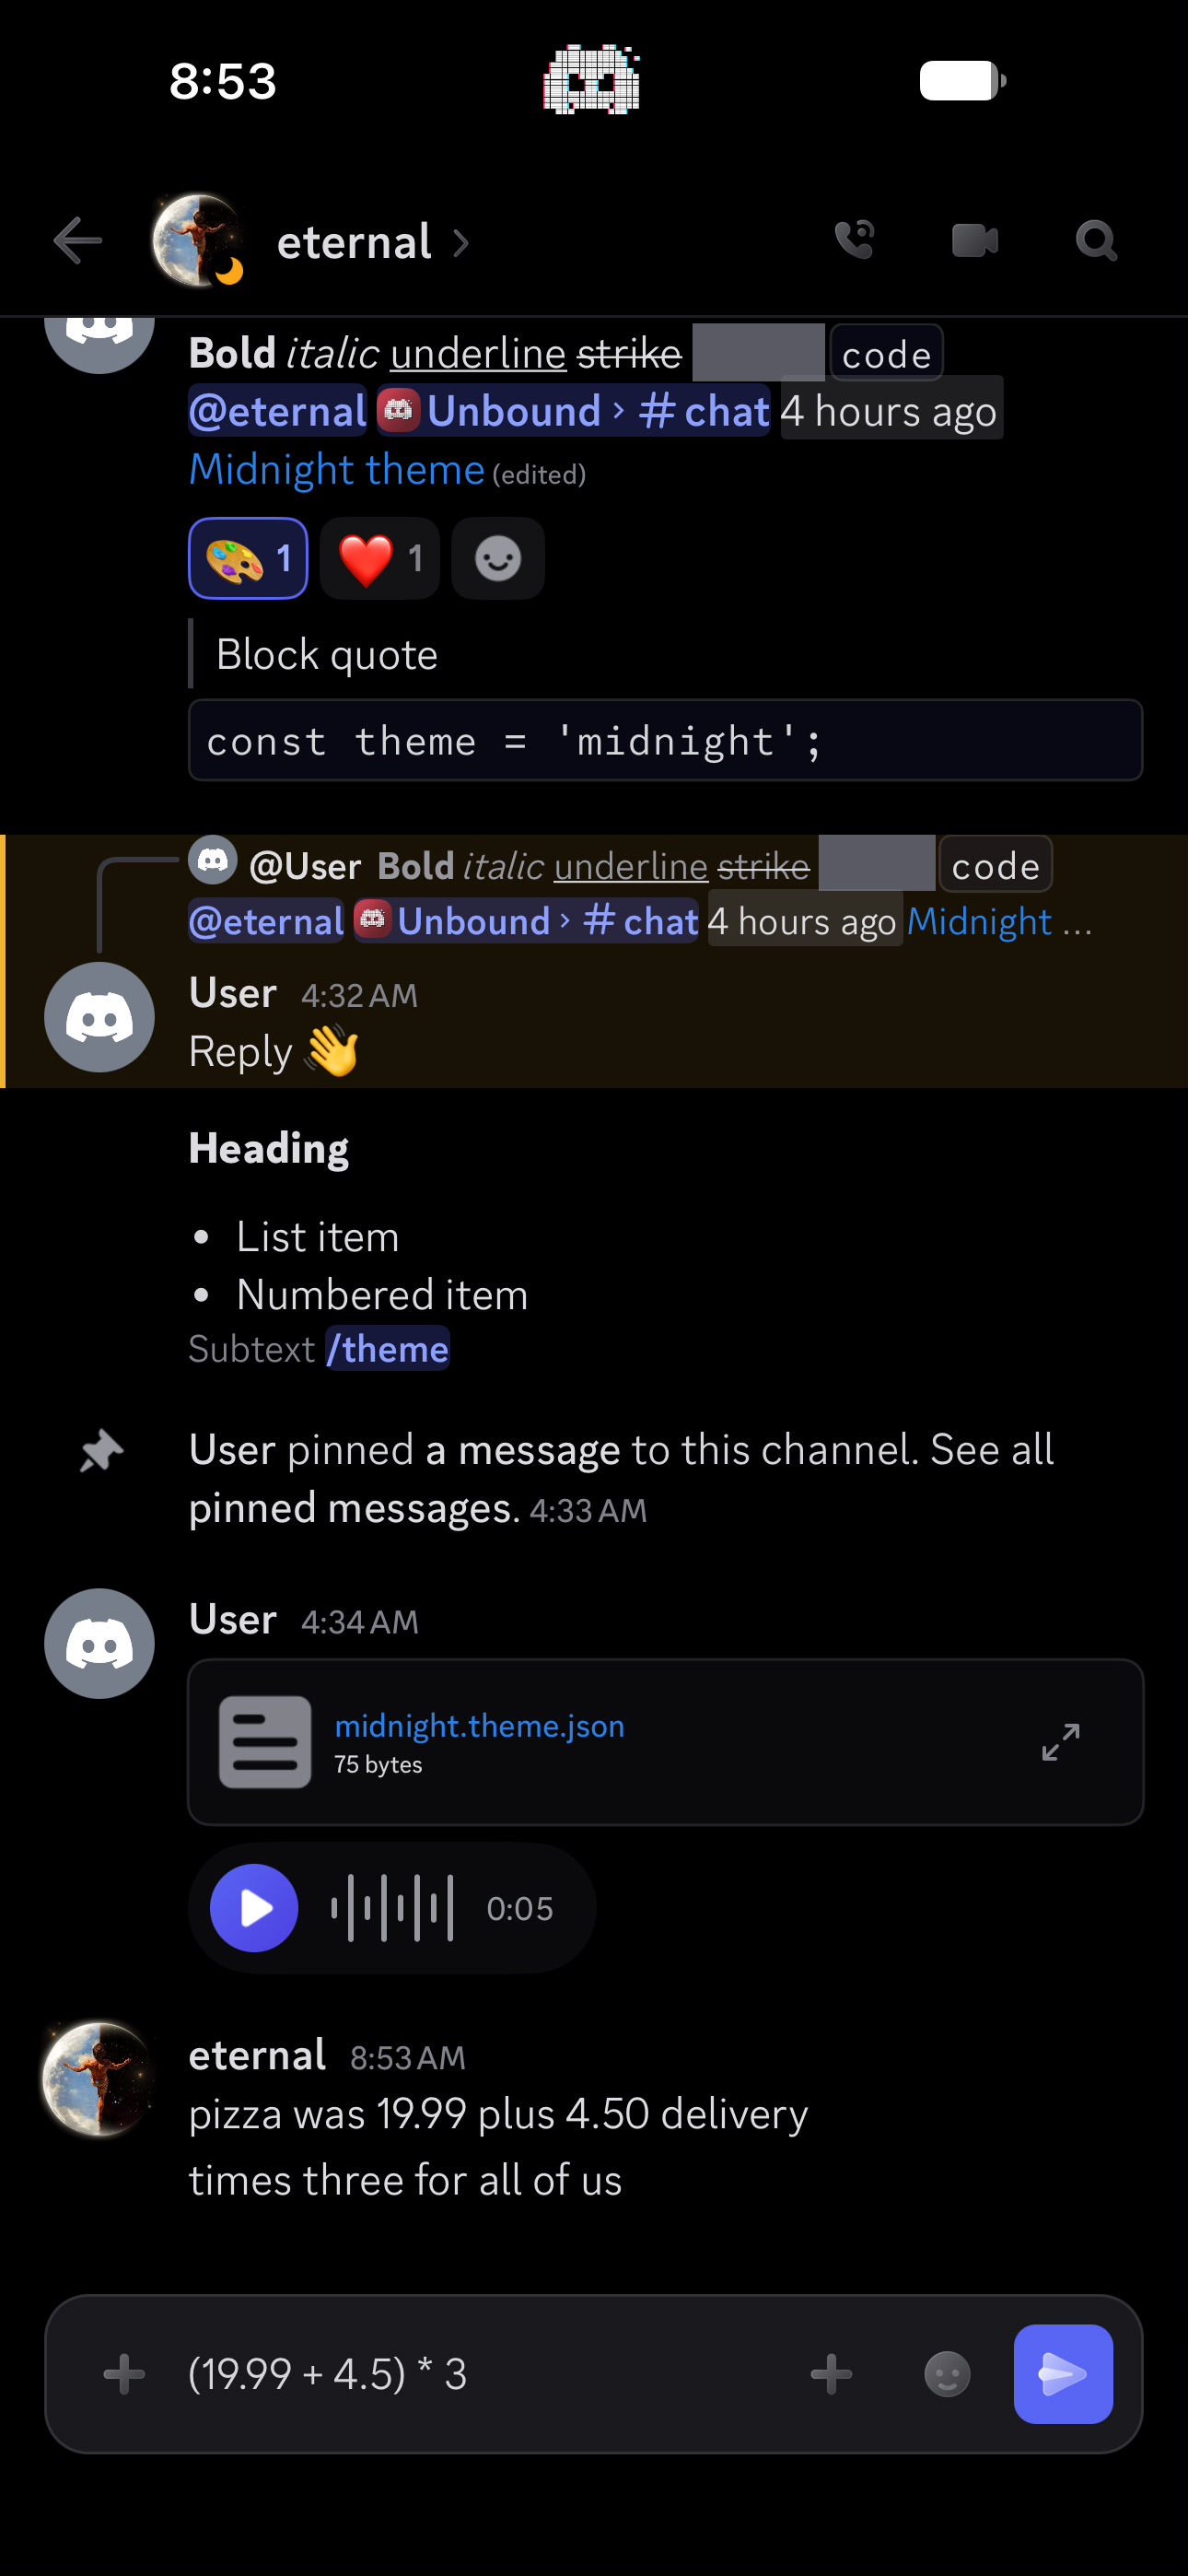 8:53
eternal
Bold italic underline strike code
@eternal Unbound › # chat 4 hours ago
Midnight theme (edited)
1 1
Block quote
const theme = 'midnight';
@User Bold italic underline strike code
@eternal Unbound › # chat 4 hours ago Midnight ...
User 4:32 AM
Reply 👋
Heading
• List item
• Numbered item
Subtext /theme
User pinned a message to this channel. See all
pinned messages. 4:33 AM
User 4:34 AM
midnight.theme.json
75 bytes
0:05
eternal 8:53 AM
pizza was 19.99 plus 4.50 delivery
times three for all of us
(19.99 + 4.5) * 3